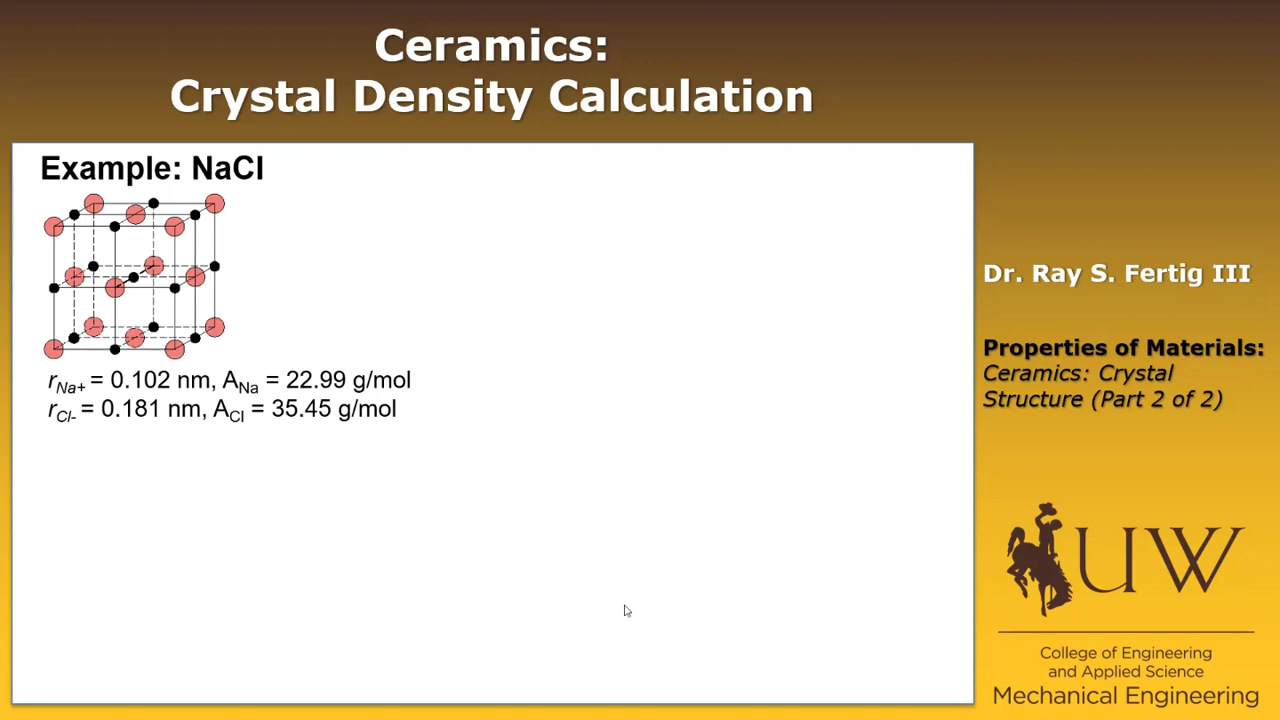 Ceramics:
Crystal Density Calculation
Example: NaCl
rNa+ = 0.102 nm, ANa = 22.99 g/mol
rCl- = 0.181 nm, ACl = 35.45 g/mol
Dr. Ray S. Fertig III
Properties of Materials:
Ceramics: Crystal
Structure (Part 2 of 2)
UW
College of Engineering
and Applied Science
Mechanical Engineering